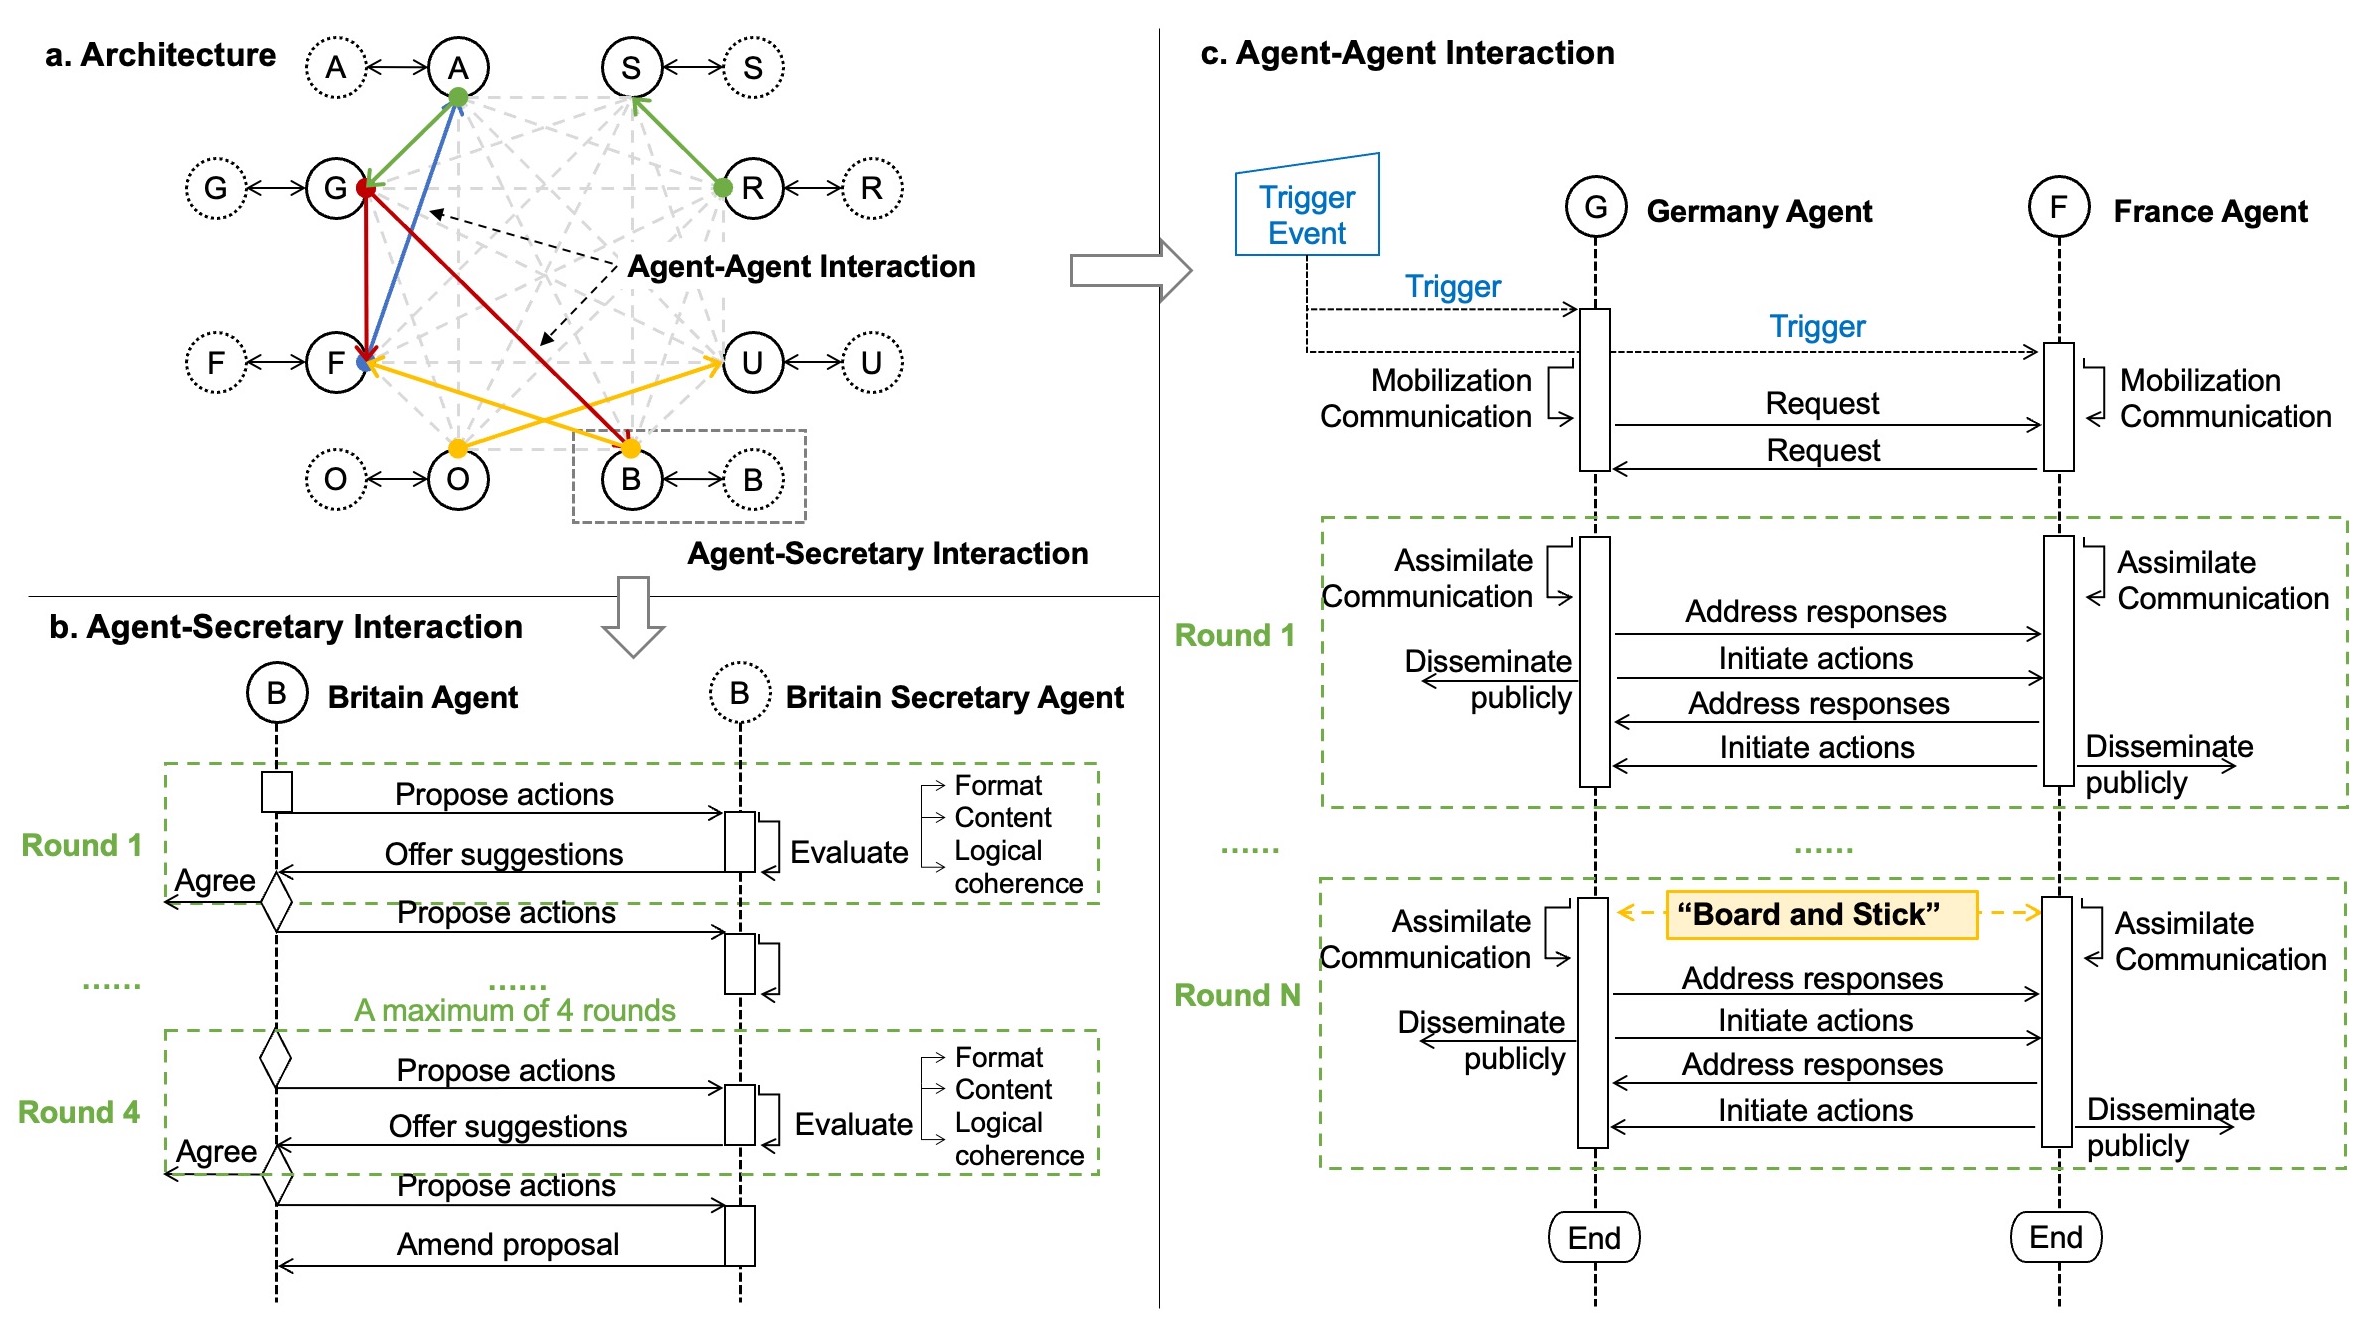 a. Architecture
A
A
S
S
G
G
R
R
Agent-Agent Interaction
F
F
U
U
O
O
B
B
Agent-Secretary Interaction
b. Agent-Secretary Interaction
B
Britain Agent
B
Britain Secretary Agent
Round 1
Propose actions
Offer suggestions
Evaluate
Format
Content
Logical
coherence
Agree
Propose actions
......
......
A maximum of 4 rounds
Round 4
Propose actions
Offer suggestions
Evaluate
Format
Content
Logical
coherence
Agree
Propose actions
Amend proposal
c. Agent-Agent Interaction
Trigger
Event
G
Germany Agent
F
France Agent
Trigger
Trigger
Mobilization
Communication
Request
Request
Mobilization
Communication
Round 1
Assimilate
Communication
Assimilate
Communication
Address responses
Initiate actions
Disseminate
publicly
Address responses
Initiate actions
Disseminate
publicly
......
......
Round N
Assimilate
Communication
“Board and Stick”
Assimilate
Communication
Address responses
Initiate actions
Disseminate
publicly
Address responses
Initiate actions
Disseminate
publicly
End
End